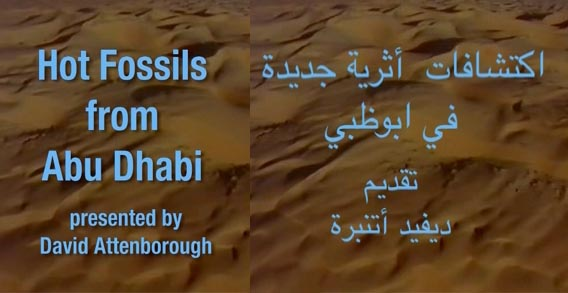 Hot Fossils
from
Abu Dhabi
presented by
David Attenborough
اكتشافات أثرية جديدة
في ابوظبي
تقديم
ديفيد أتنبرة